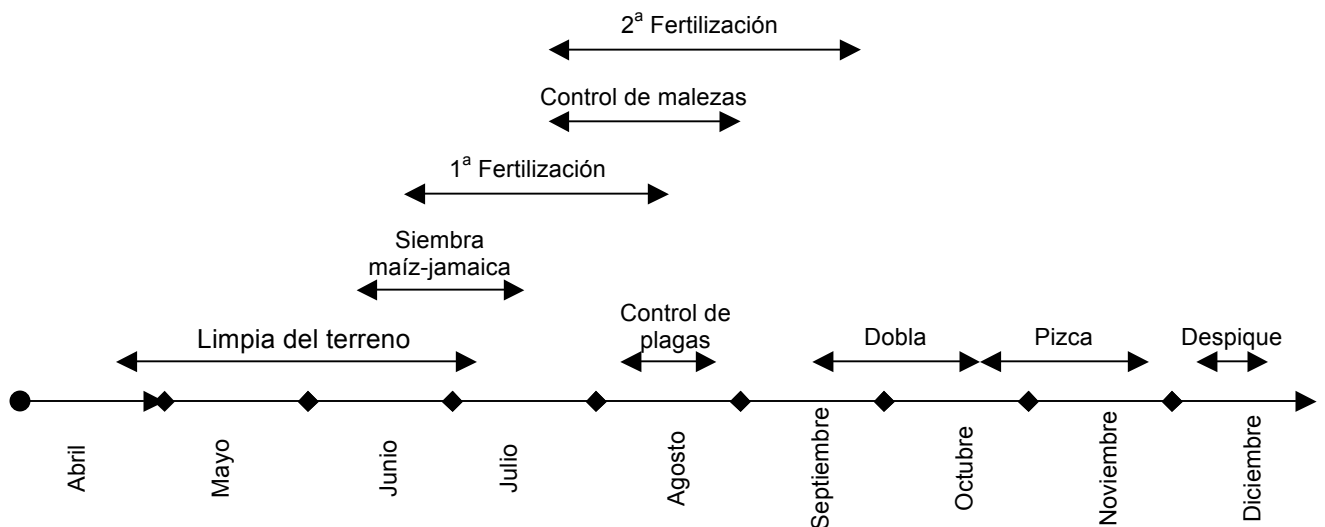 2ª Fertilización
Control de malezas
1ª Fertilización
Siembra
maíz-jamaica
Limpia del terreno
Control de
plagas
Dobla
Pizca
Despique
Abril
Mayo
Junio
Julio
Agosto
Septiembre
Octubre
Noviembre
Diciembre